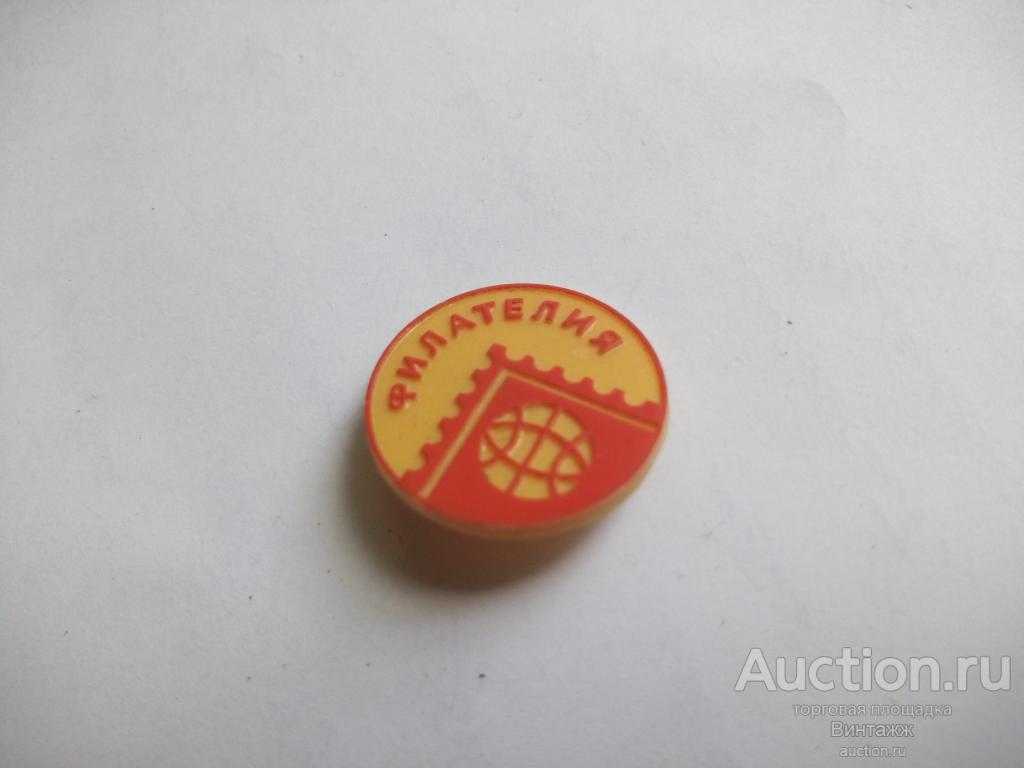 ФИЛАТЕЛИЯ
Auction.ru
торговая площадка
Винтажж
auction.ru